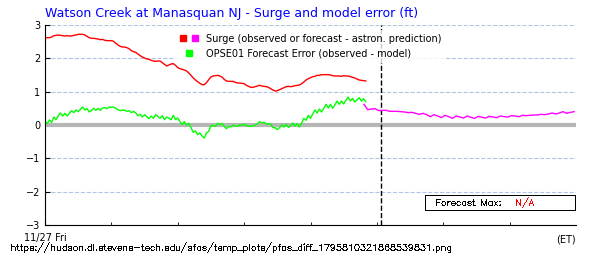 Watson Creek at Manasquan NJ - Surge and model error (ft)
3
Surge (observed or forecast - astron. prediction)
OPSE01 Forecast Error (observed - model)
2
1
0
−1
−2
Forecast Max: N/A
−3
11/27 Fri
(ET)
https://hudson.dl.stevens-tech.edu/sfas/temp_plots/pfas_diff_1795810321868539831.png